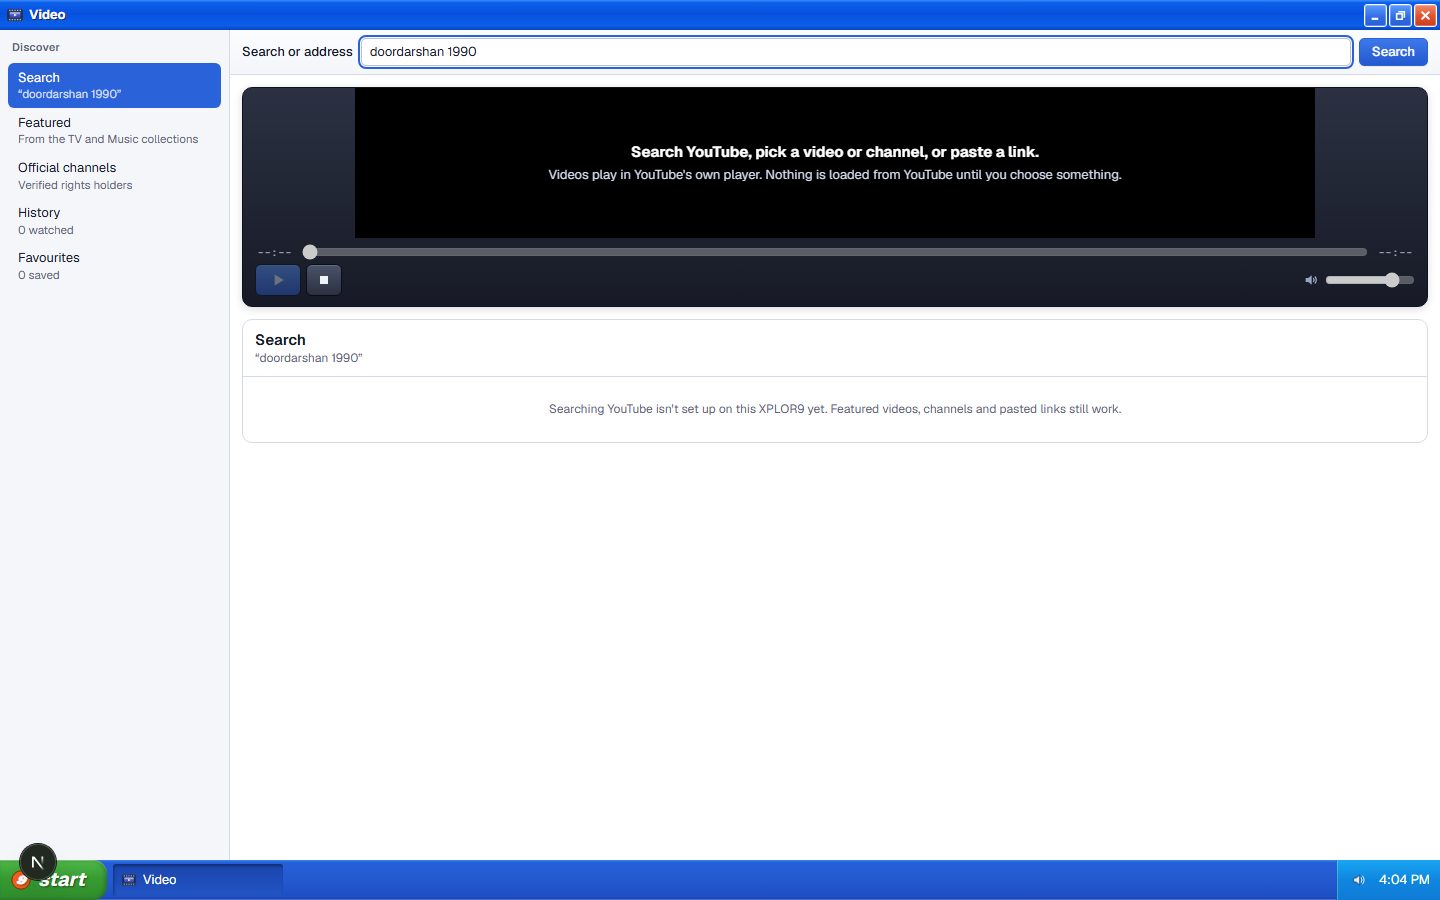 Video
Discover
Search
“doordarshan 1990”
Featured
From the TV and Music collections
Official channels
Verified rights holders
History
0 watched
Favourites
0 saved
Search or address
doordarshan 1990
Search
Search YouTube, pick a video or channel, or paste a link.
Videos play in YouTube's own player. Nothing is loaded from YouTube until you choose something.
--:--
--:--
Search
“doordarshan 1990”
Searching YouTube isn't set up on this XPLOR9 yet. Featured videos, channels and pasted links still work.
N
start
Video
4:04 PM